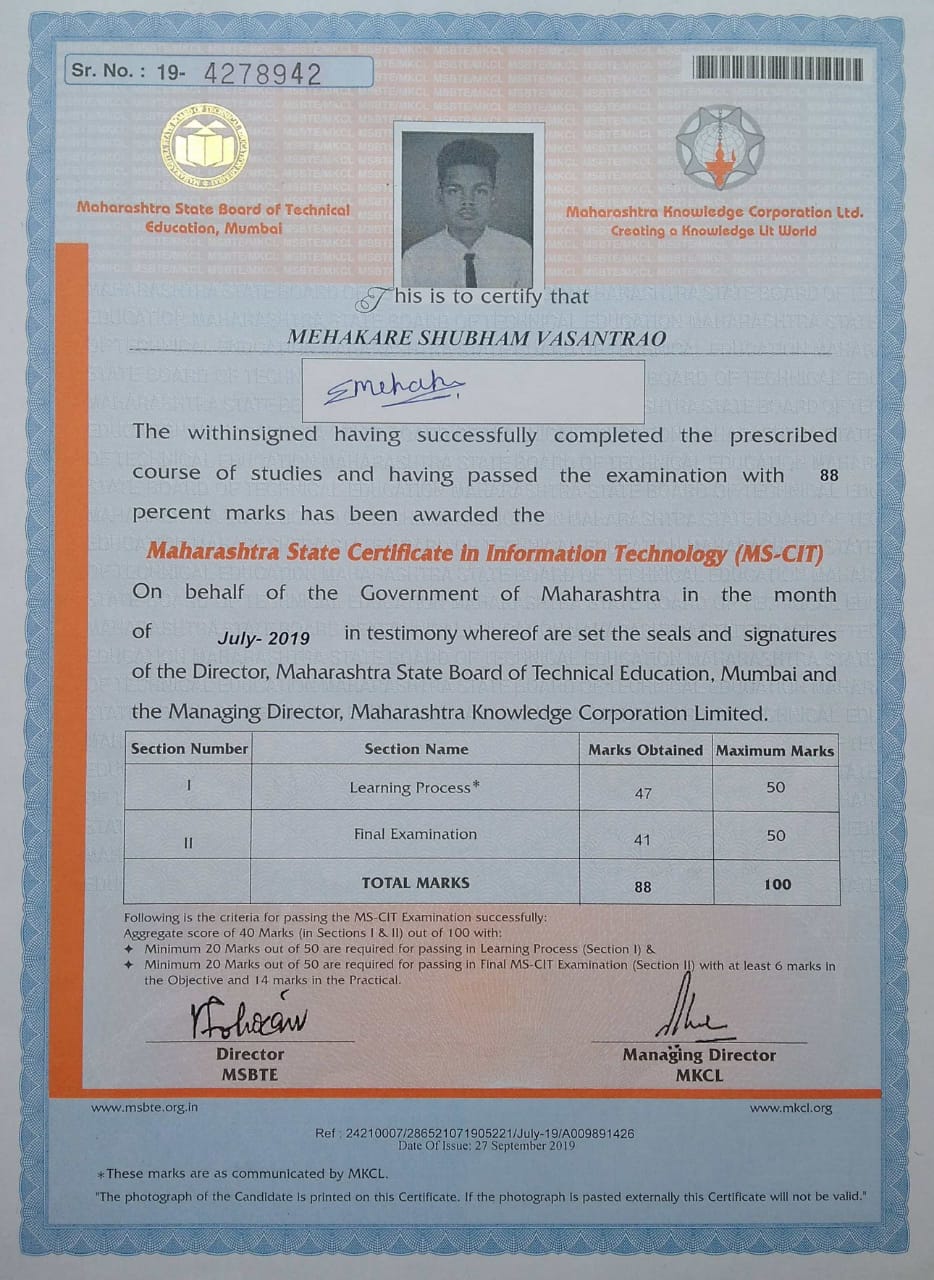 Sr. No. : 19- 4278942
Maharashtra State Board of Technical
Education, Mumbai
Maharashtra Knowledge Corporation Ltd.
Creating a Knowledge Lit World
This is to certify that
MEHAKARE SHUBHAM VASANTRAO
The withinsigned having successfully completed the prescribed
course of studies and having passed the examination with 88
percent marks has been awarded the
Maharashtra State Certificate in Information Technology (MS-CIT)
On behalf of the Government of Maharashtra in the month
of July- 2019 in testimony whereof are set the seals and signatures
of the Director, Maharashtra State Board of Technical Education, Mumbai and
the Managing Director, Maharashtra Knowledge Corporation Limited.
Section Number Section Name Marks Obtained Maximum Marks
I Learning Process* 47 50
II Final Examination 41 50
TOTAL MARKS 88 100
Following is the criteria for passing the MS-CIT Examination successfully:
Aggregate score of 40 Marks (in Sections I & II) out of 100 with:
✦ Minimum 20 Marks out of 50 are required for passing in Learning Process (Section I) &
✦ Minimum 20 Marks out of 50 are required for passing in Final MS-CIT Examination (Section II) with at least 6 marks in
the Objective and 14 marks in the Practical.
Director
MSBTE
Managing Director
MKCL
www.msbte.org.in
www.mkcl.org
Ref : 24210007/286521071905221/July-19/A009891426
Date Of Issue: 27 September 2019
*These marks are as communicated by MKCL.
"The photograph of the Candidate is printed on this Certificate. If the photograph is pasted externally this Certificate will not be valid."